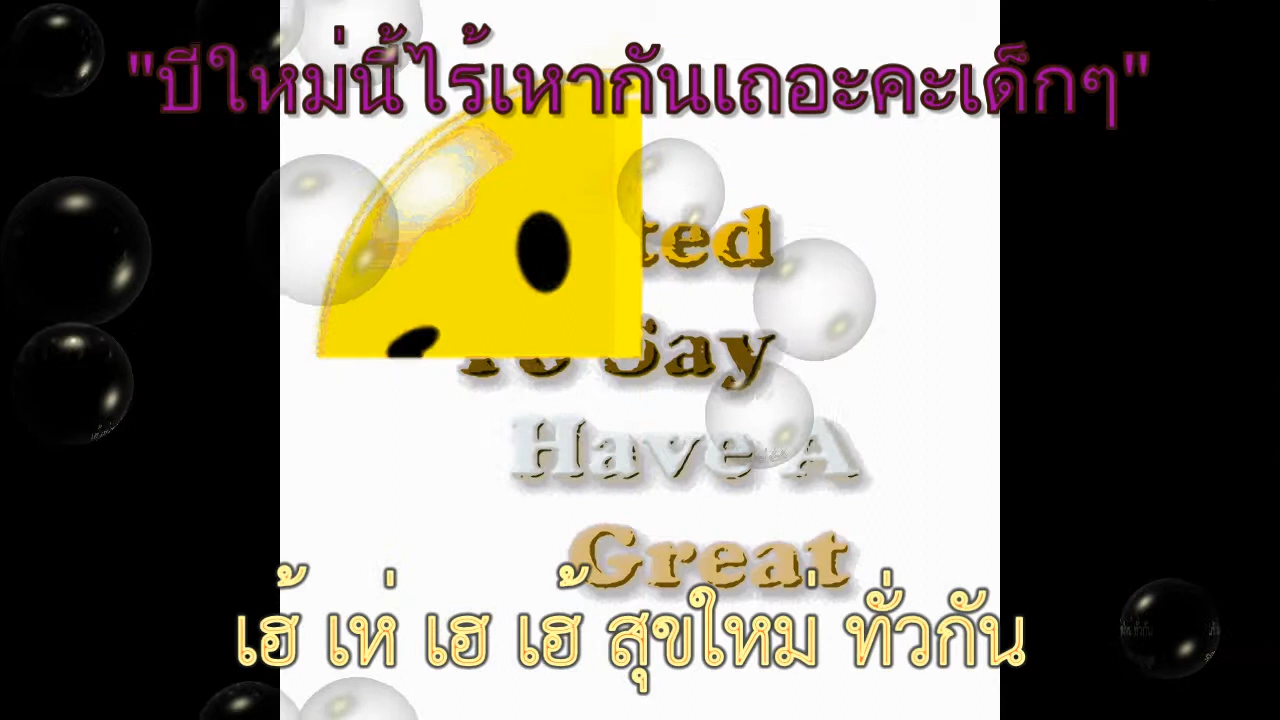 "บีใหม่นี้ไร้เหากันเถอะคะเด็กๆ"
To Say
Have A
Great
เฮ้ เห่ เฮ เฮ้ สุขใหม่ ทั่วกัน